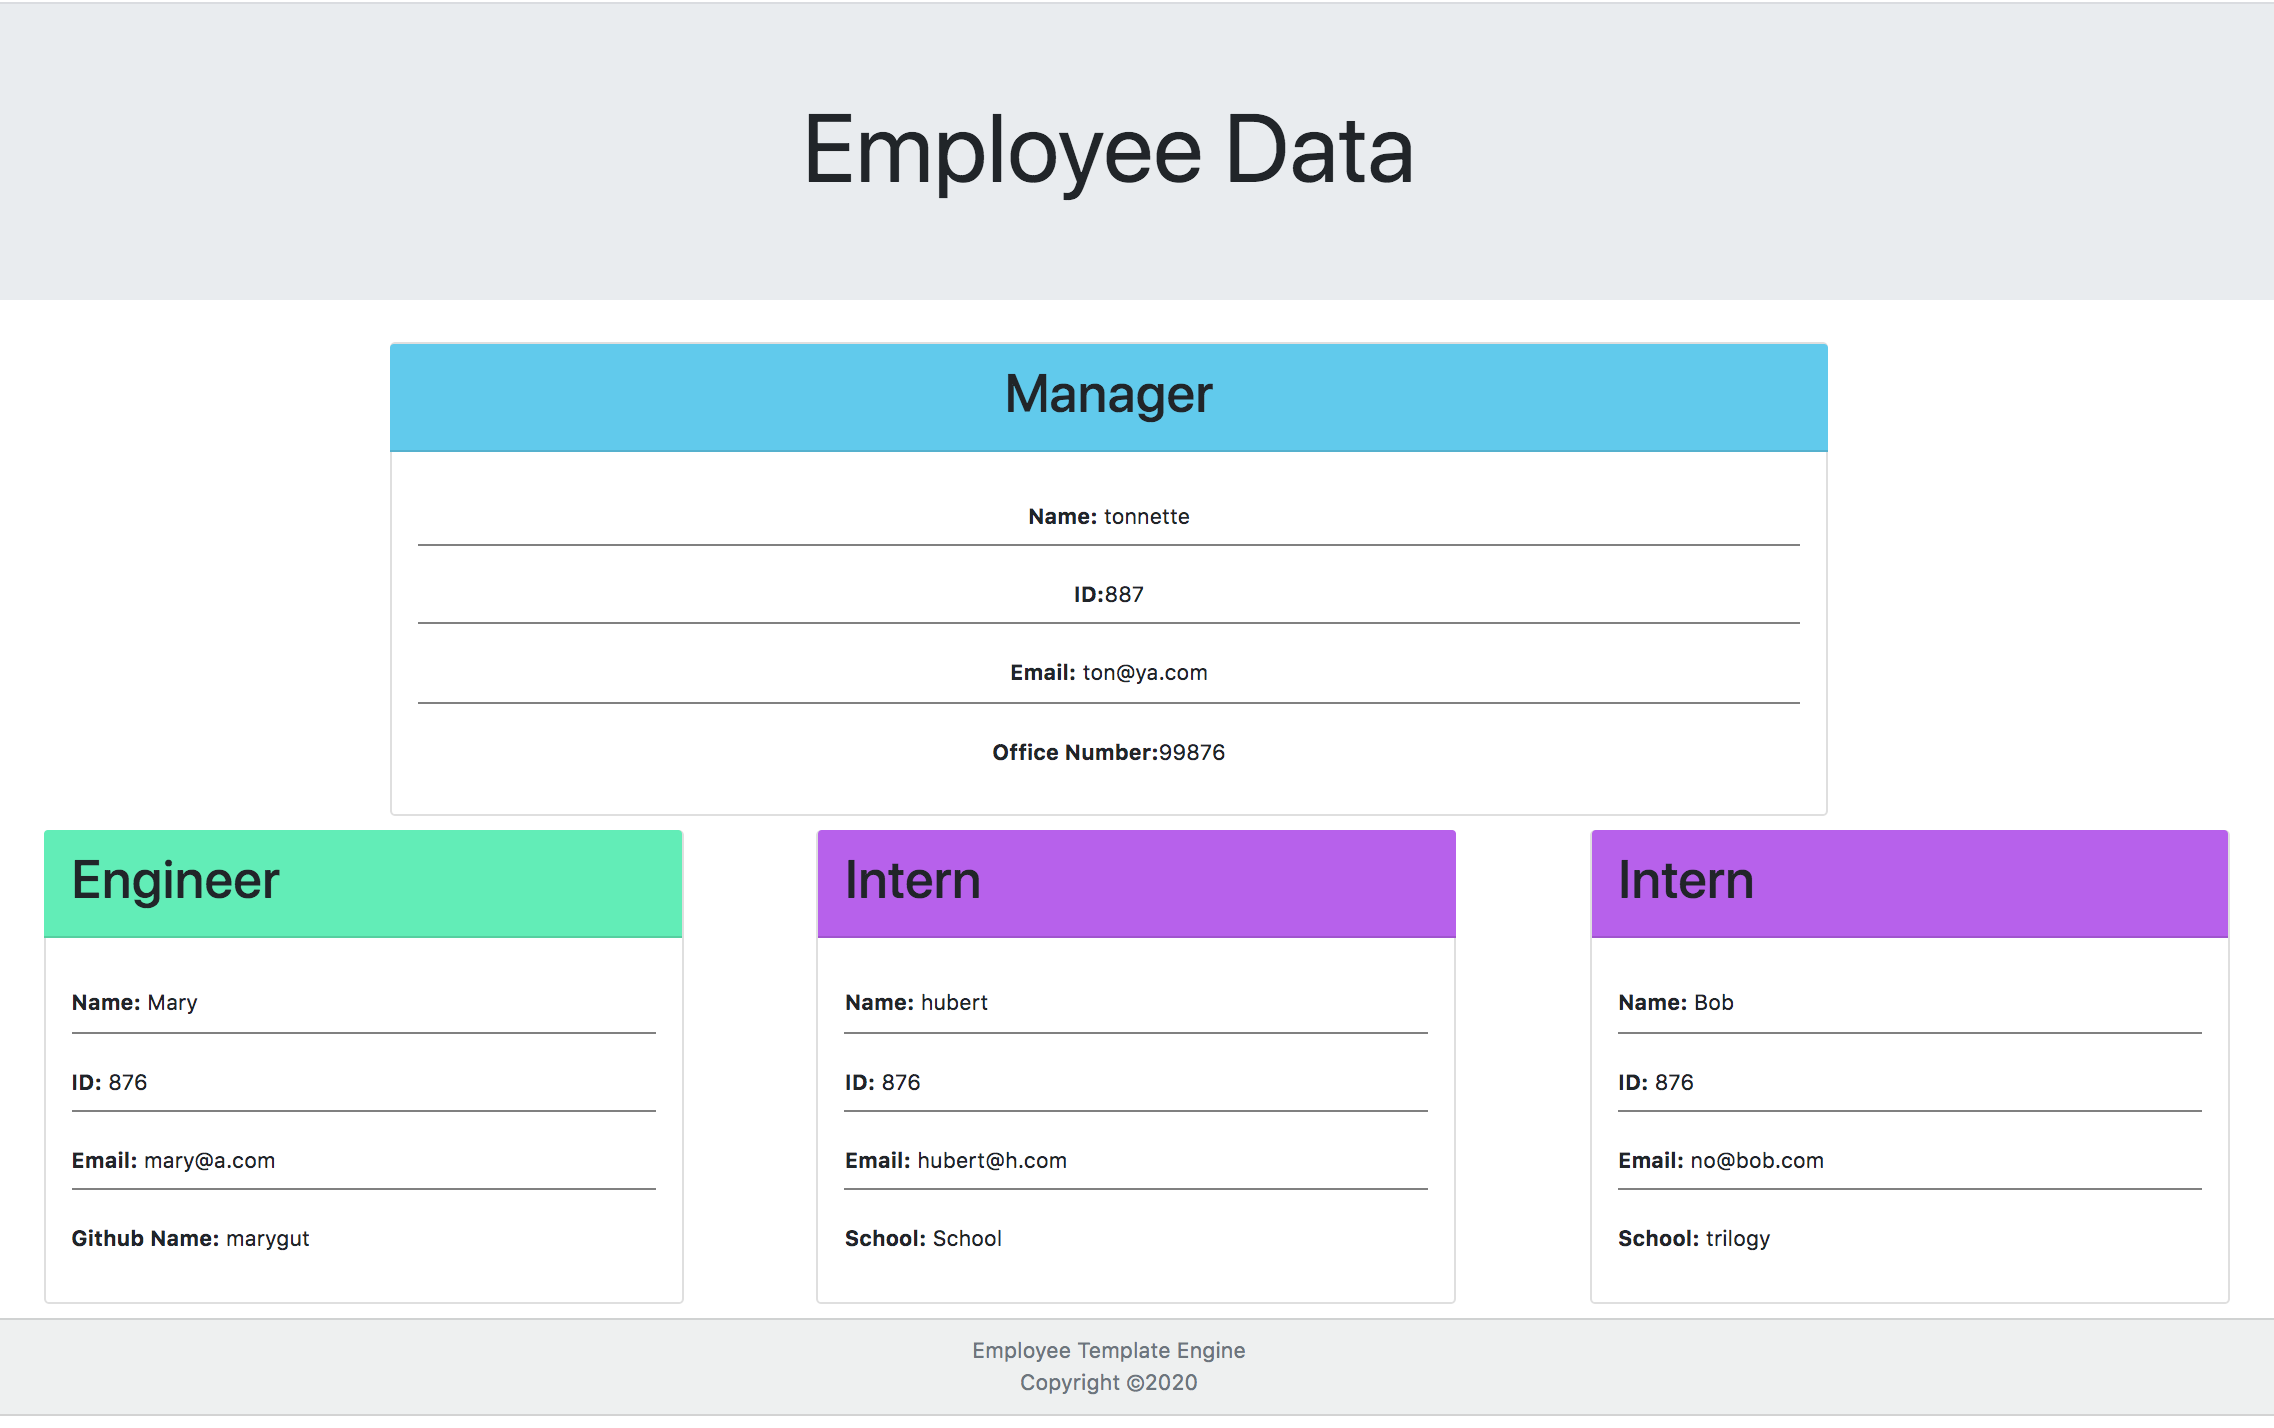 Employee Data
Manager
Name: tonnette
ID:887
Email: ton@ya.com
Office Number:99876
Engineer
Name: Mary
ID: 876
Email: mary@a.com
Github Name: marygut
Intern
Name: hubert
ID: 876
Email: hubert@h.com
School: School
Intern
Name: Bob
ID: 876
Email: no@bob.com
School: trilogy
Employee Template Engine
Copyright ©2020